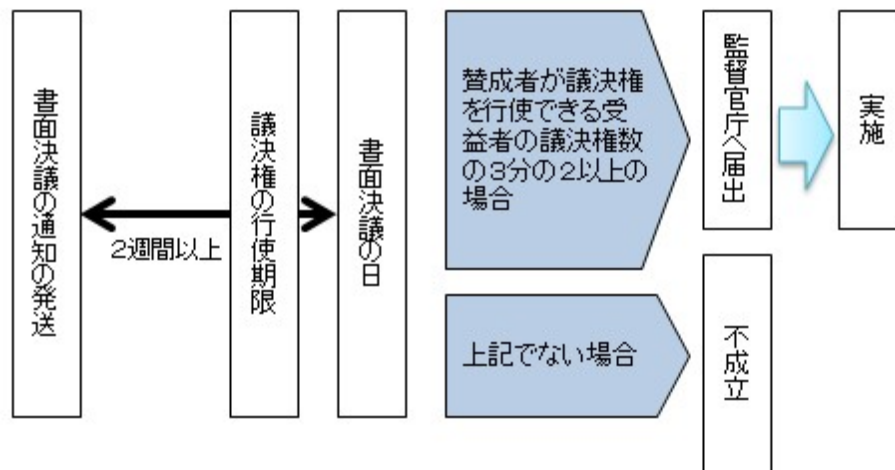 書面決議の通知の発送
2週間以上
議決権の行使期限
書面決議の日
賛成者が議決権
を行使できる受
益者の議決権数
の3分の2以上の
場合
監督官庁へ届出
実施
上記でない場合
不成立